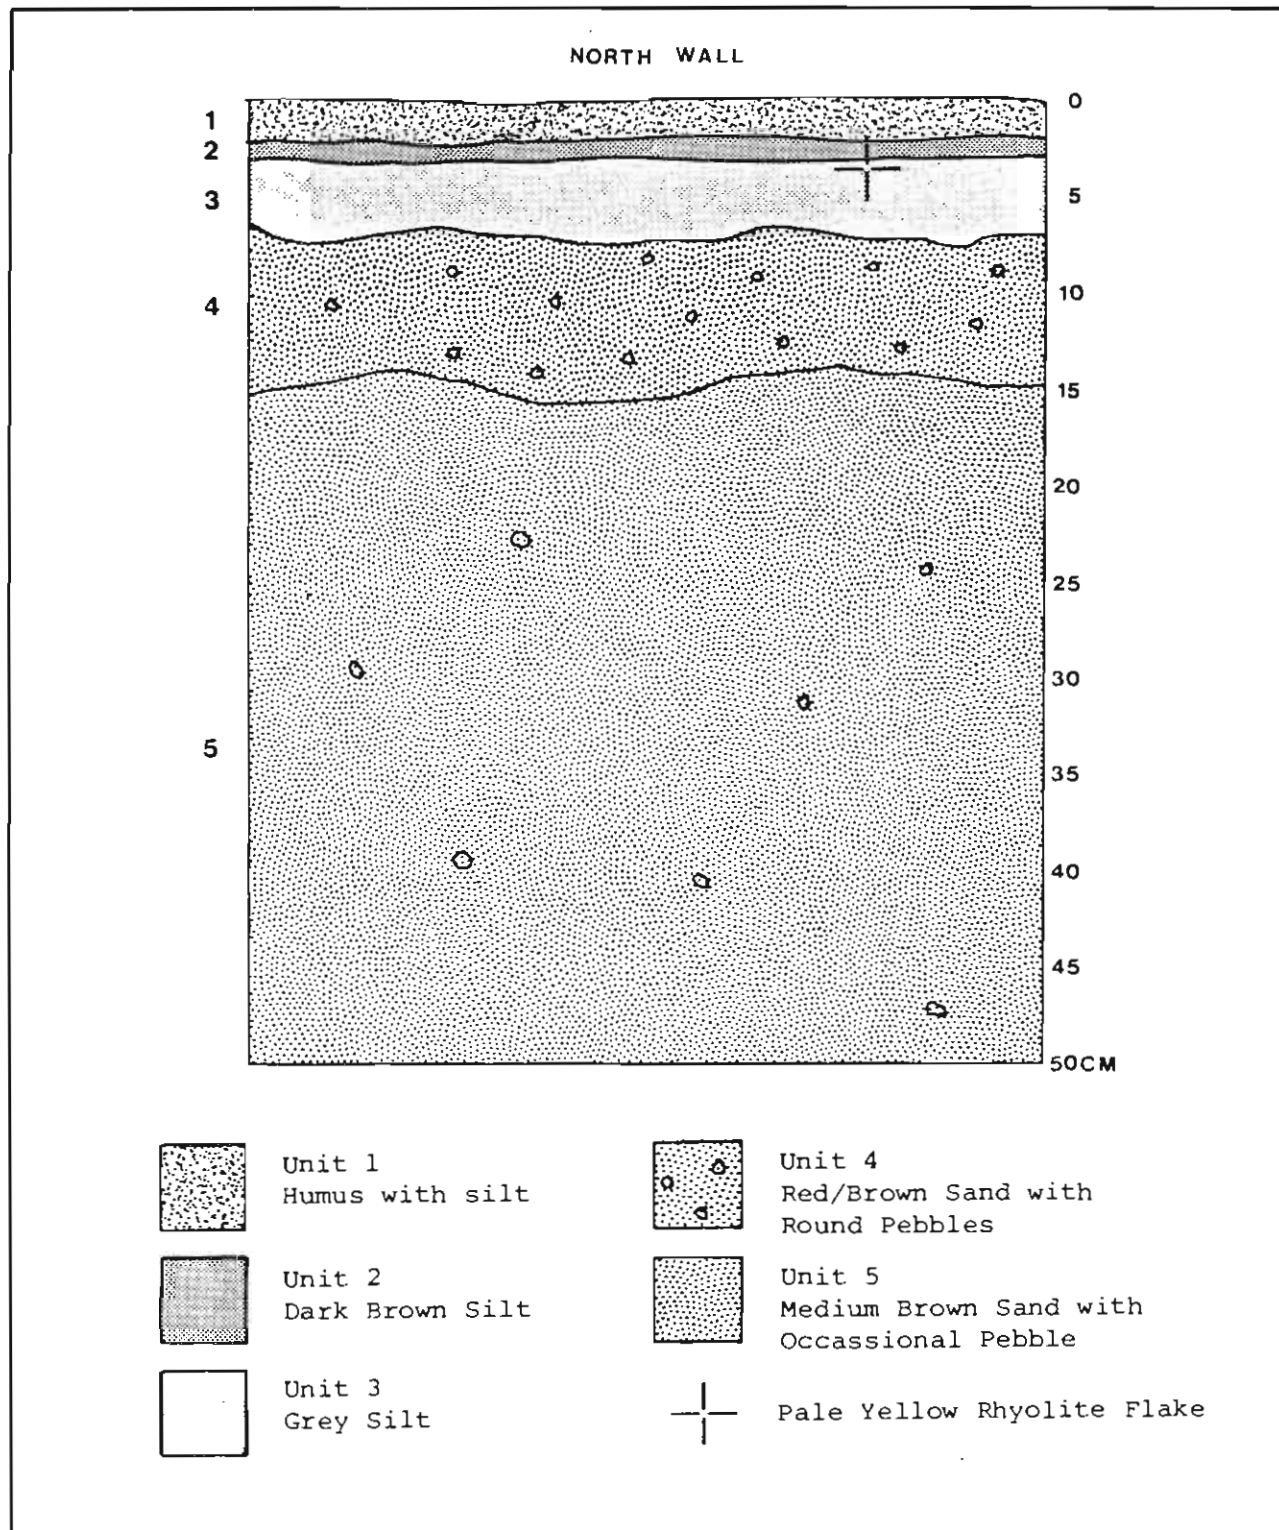 NORTH WALL
1
2
3
4
5
0
5
10
15
20
25
30
35
40
45
50CM
Unit 1
Humus with silt
Unit 2
Dark Brown Silt
Unit 3
Grey Silt
Unit 4
Red/Brown Sand with
Round Pebbles
Unit 5
Medium Brown Sand with
Occassional Pebble
Pale Yellow Rhyolite Flake